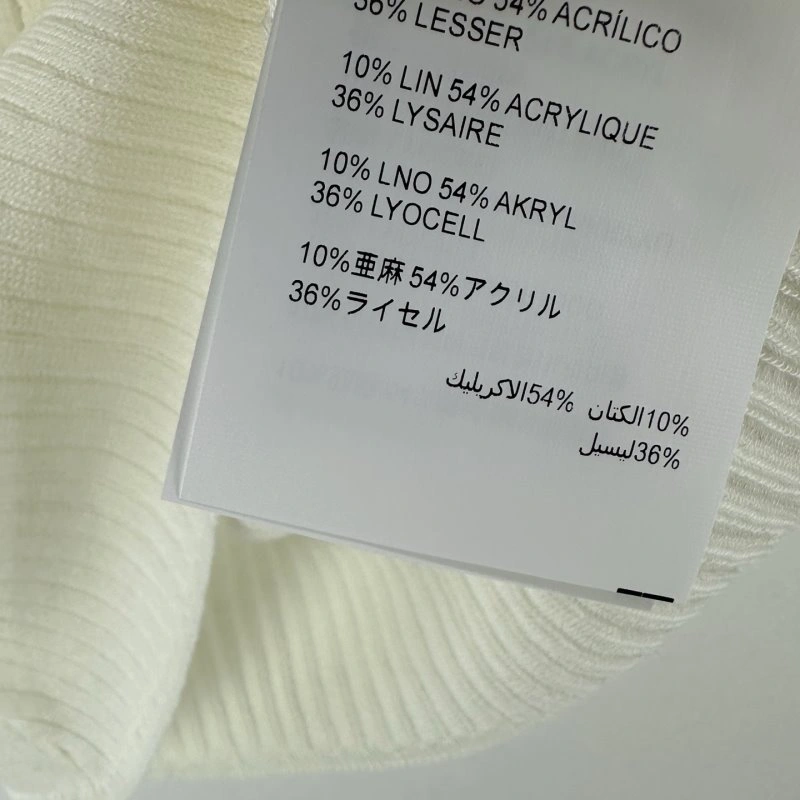 54% ACRÍLICO
36% LESSER
10% LIN 54% ACRYLIQUE
36% LYSAIRE
10% LNO 54% AKRYL
36% LYOCELL
10%亜麻 54%アクリル
36%ライセル
10%الكتان 54%الاكريليك
36%ليسيل